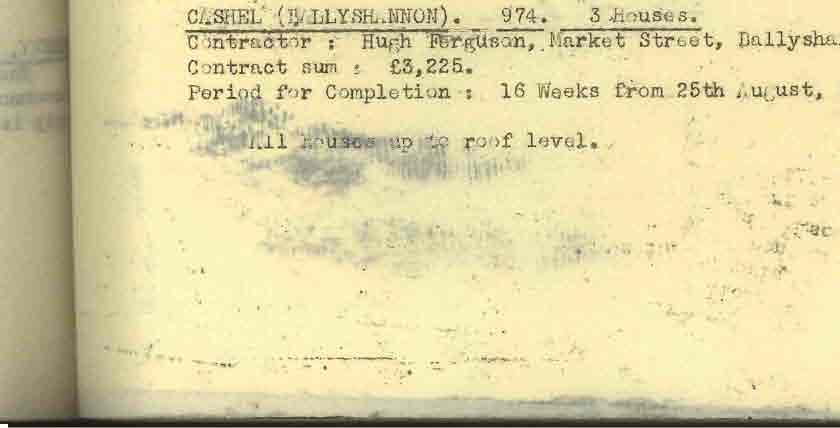 CASHEL (BALLYSHANNON). 974. 3 Houses.
Contractor : Hugh Ferguson, Market Street, Ballysha
Contract sum : £3,225.
Period for Completion : 16 Weeks from 25th August,
All houses up to roof level.